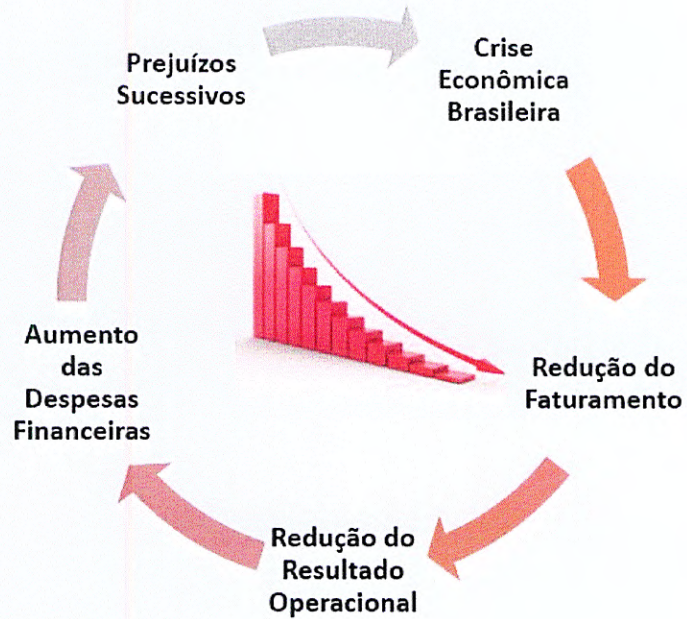 Prejuízos
Sucessivos
Crise
Econômica
Brasileira
Redução do
Faturamento
Redução do
Resultado
Operacional
Aumento
das
Despesas
Financeiras